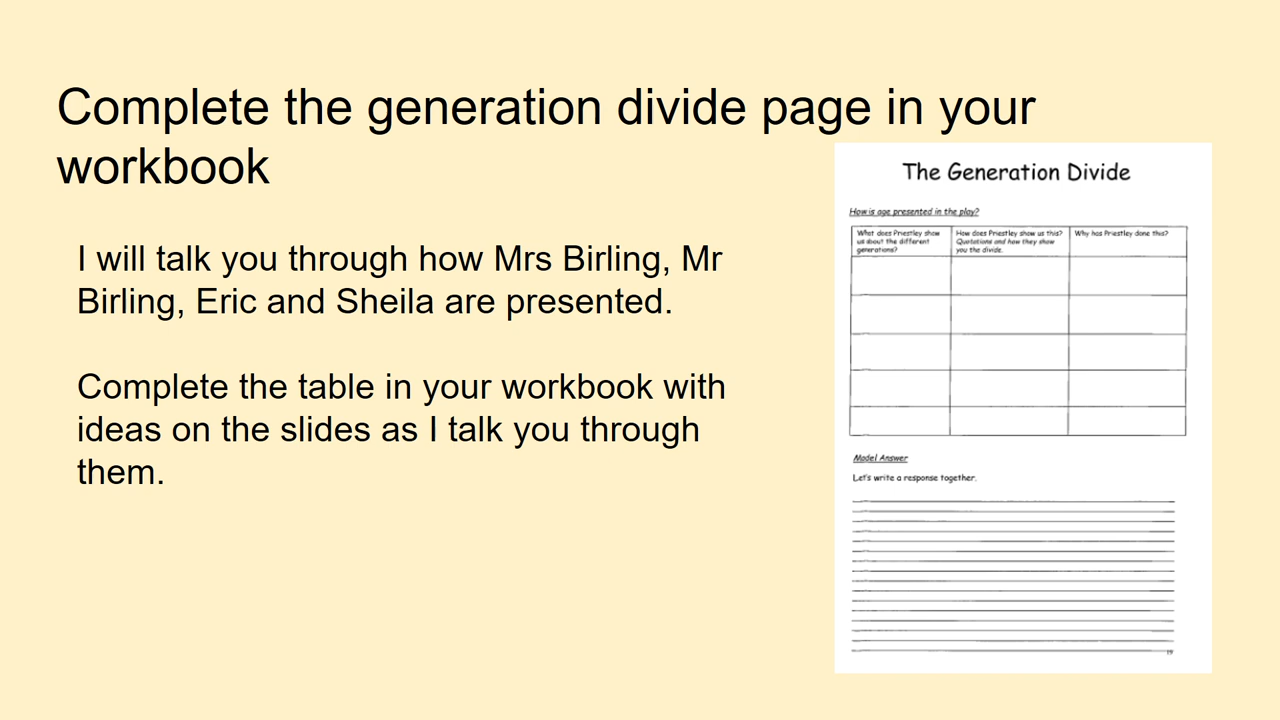 Complete the generation divide page in your
workbook
I will talk you through how Mrs Birling, Mr
Birling, Eric and Sheila are presented.
Complete the table in your workbook with
ideas on the slides as I talk you through
them.
The Generation Divide
How is age presented in the play?
What does Priestley show
us about the different
generations?
How does Priestley show us this?
Quotations and how they show
you the divide.
Why has Priestley done this?
Model Answer
Let's write a response together.